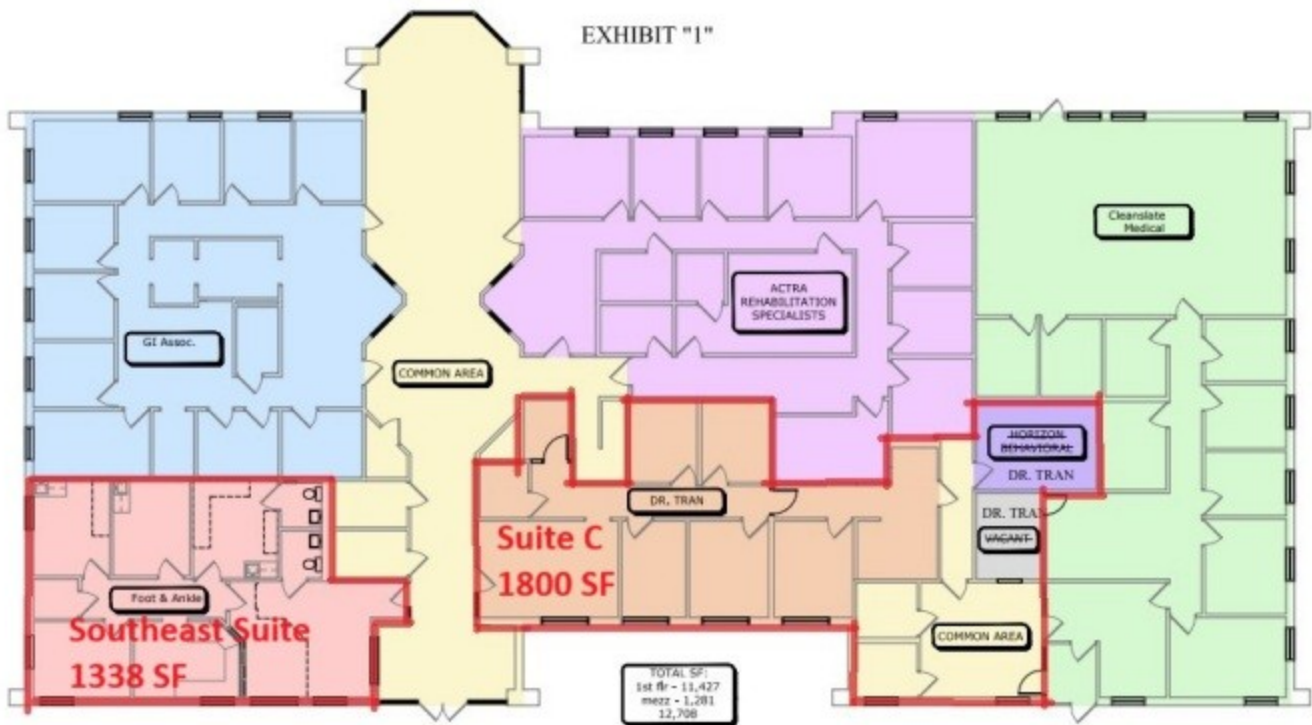 EXHIBIT "1"
Cleanslate
Medical
ACTRA
REHABILITATION
SPECIALISTS
GI Assoc.
COMMON AREA
HORIZON
BEHAVIORAL
DR. TRAN
DR. TRAN
DR. TRA
VACANT
Suite C
1800 SF
Foot & Ankle
Southeast Suite
1338 SF
COMMON AREA
TOTAL SF:
1st flr - 11,427
mezz - 1,281
12,708